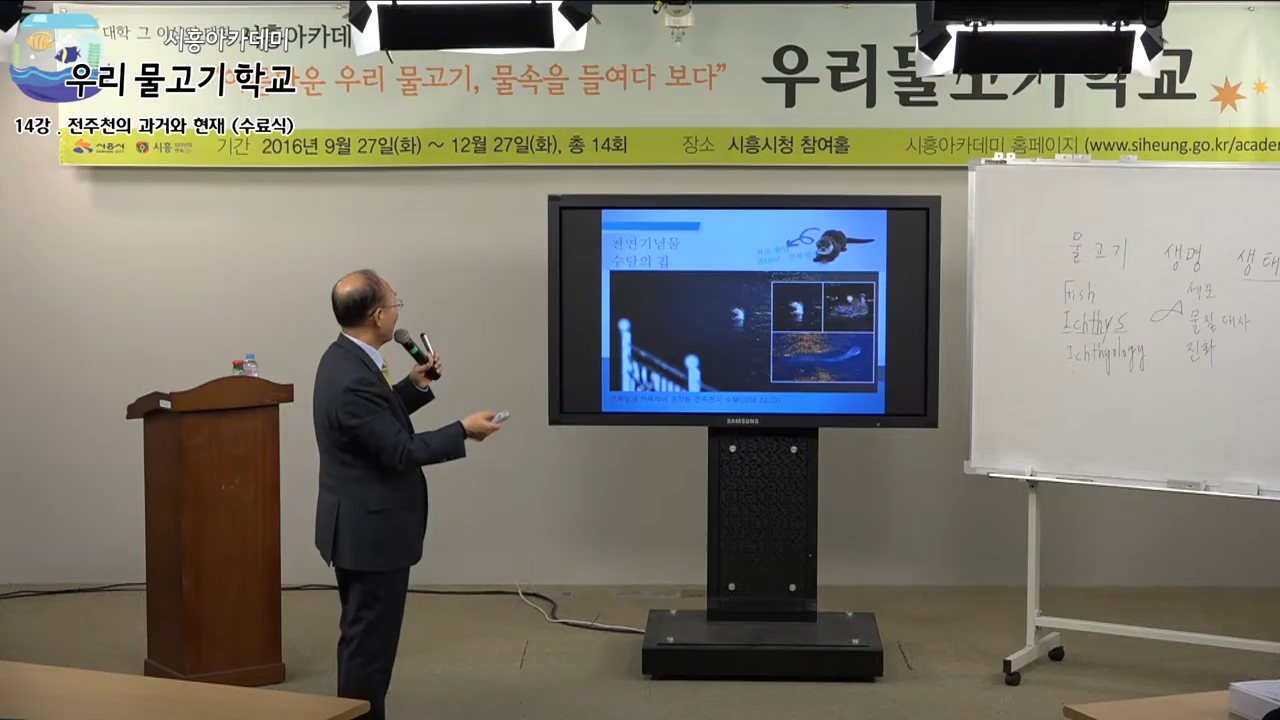 시흥아카데미
우리 물고기 학교
14강 . 전주천의 과거와 현재 (수료식)
대학 그
우리 물고기, 물속을 들여다 보다”
우리물고기학교
시흥시
시흥
기간 2016년 9월 27일(화) ~ 12월 27일(화), 총 14회
장소 시흥시청 참여홀
시흥아카데미 홈페이지 (www.siheung.go.kr/acade
천연기념물
수달의 집
SAMSUNG
물고기 생명 생태
Fish 세포
Ichthys 물질대사
Ichthyology 진화